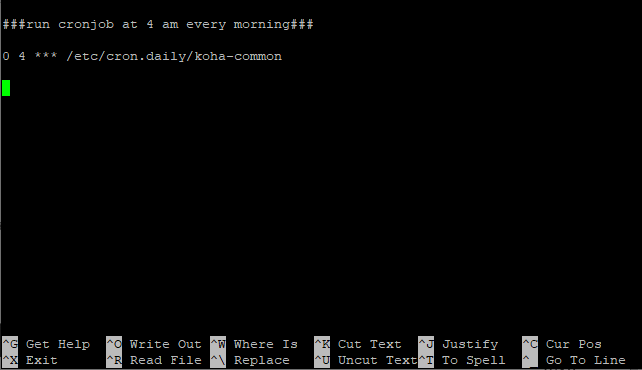 ###run cronjob at 4 am every morning###
0 4 *** /etc/cron.daily/koha-common
^G Get Help ^O Write Out ^W Where Is ^K Cut Text ^J Justify ^C Cur Pos
^X Exit ^R Read File ^\ Replace ^U Uncut Text ^T To Spell ^_ Go To Line